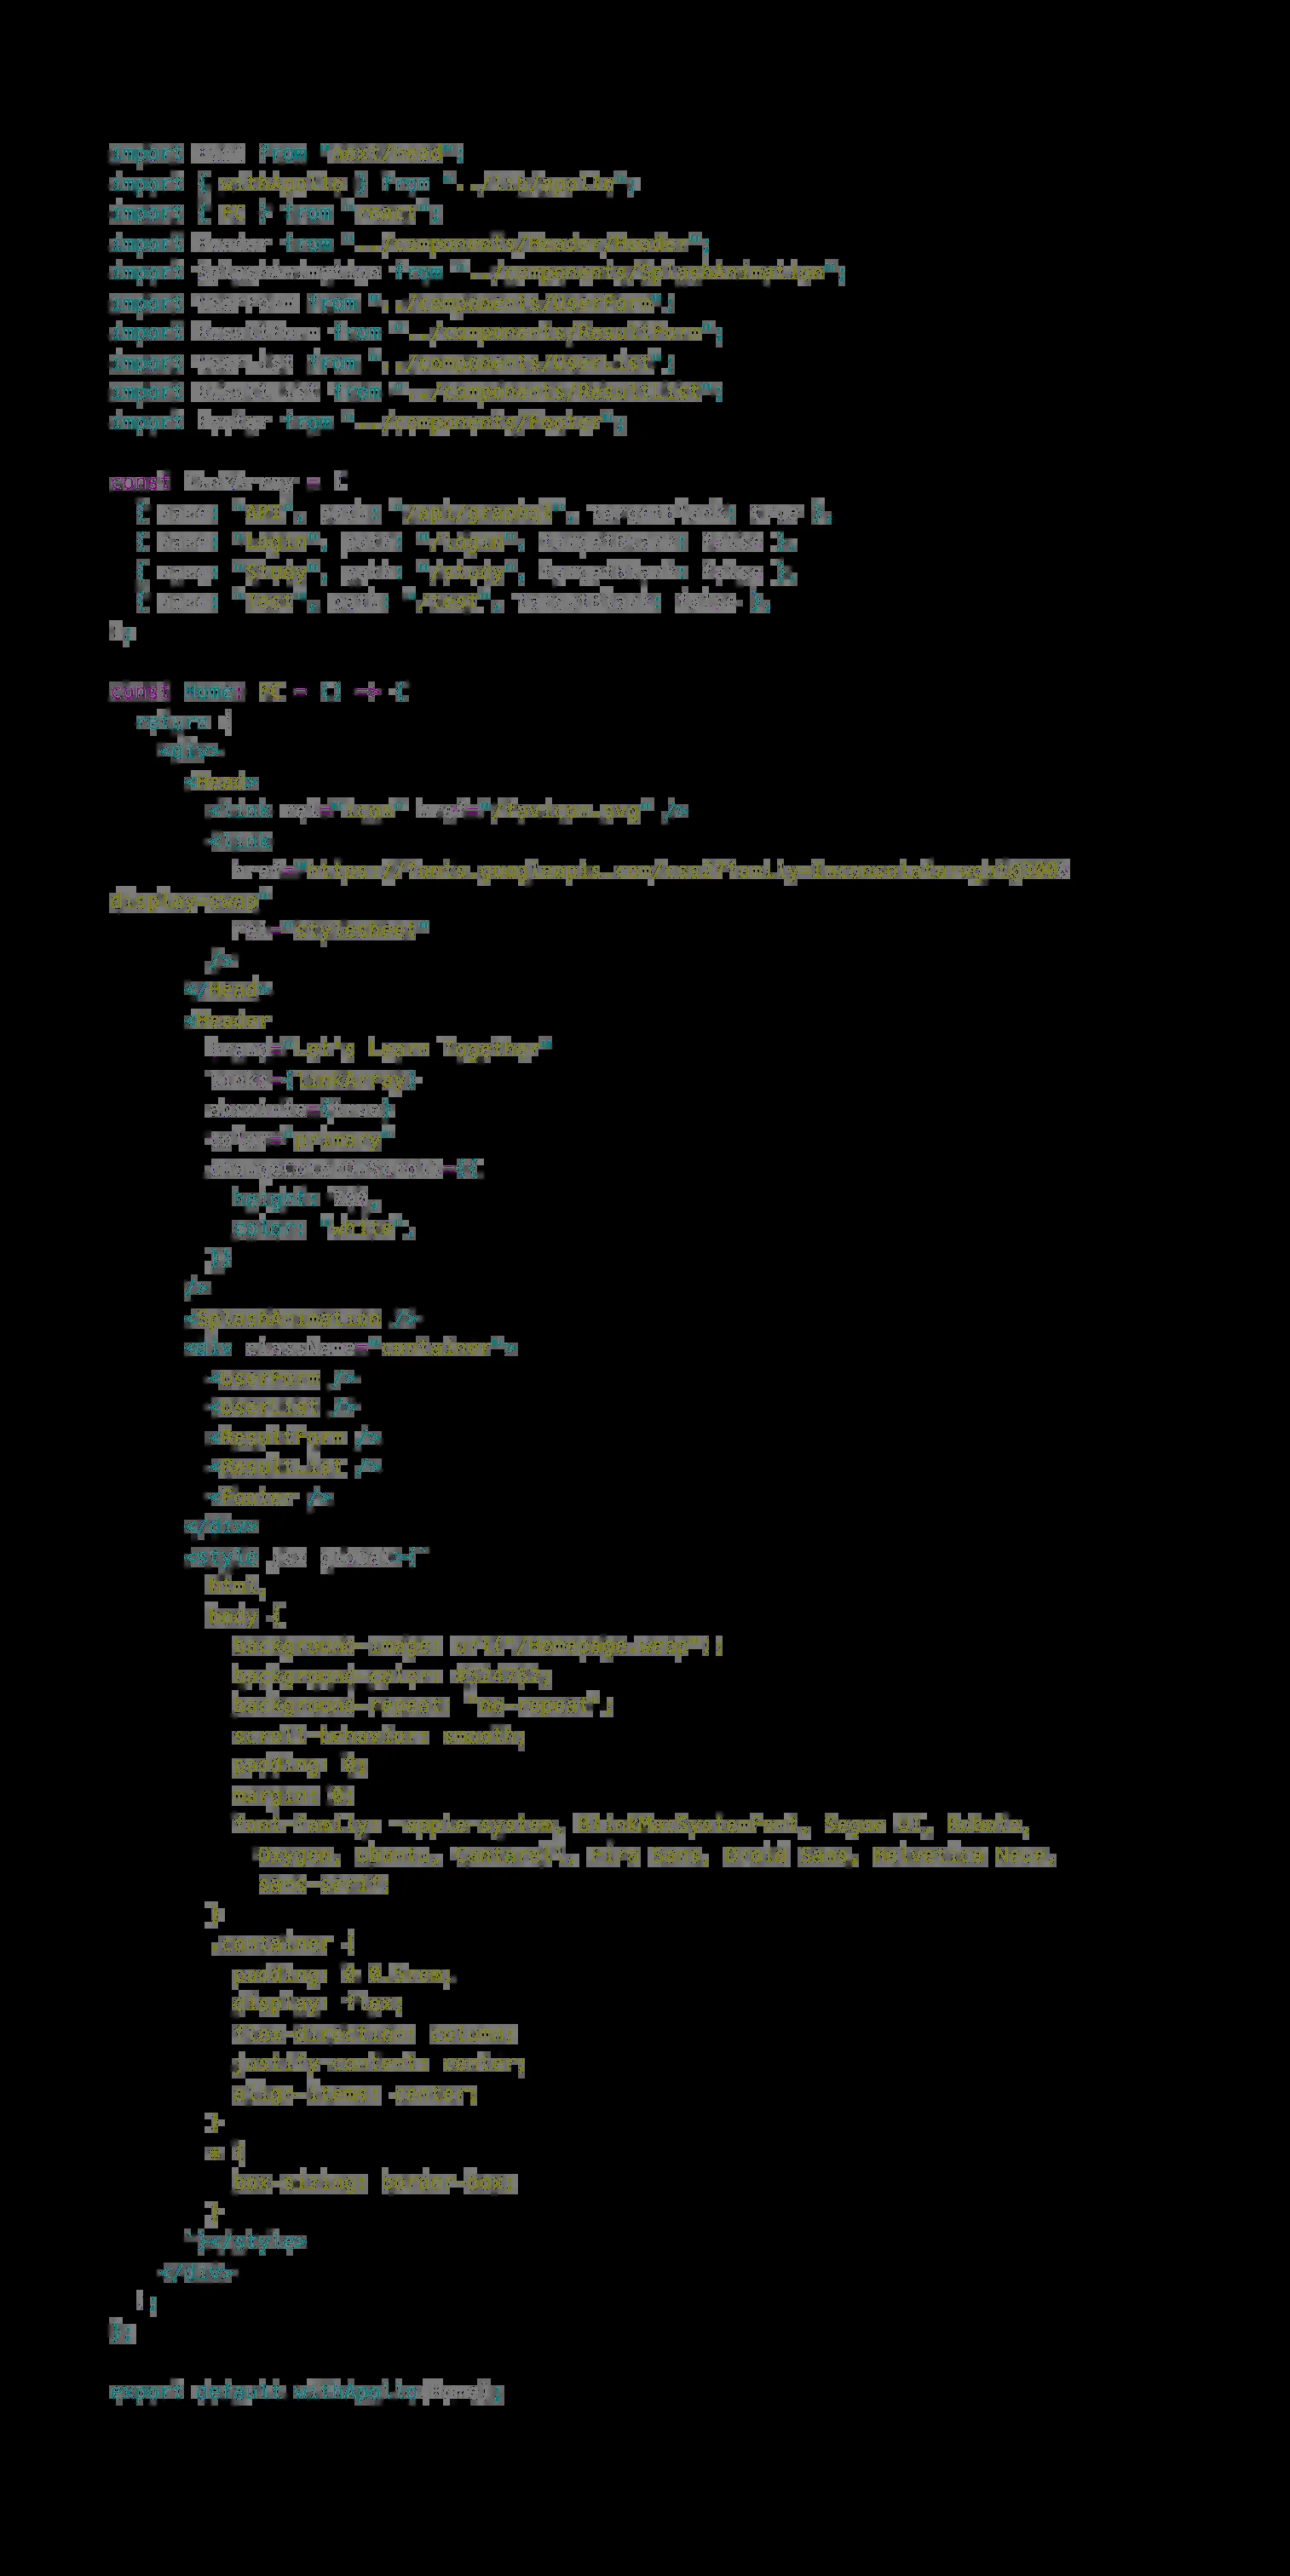 import Head from "next/head";
import { withApollo } from "../lib/apollo";
import { FC } from "react";
import Header from "../components/Header/Header";
import SplashAnimation from "../components/SplashAnimation";
import UserForm from "../components/UserForm";
import ResultForm from "../components/ResultForm";
import UserList from "../components/UserList";
import ResultList from "../components/ResultList";
import Footer from "../components/Footer";
const linkArray = [
{ name: "API", path: "/api/graphql", true },
{ name: "Login", path: "/login", false },
{ name: "Study", path: "/study", false },
{ name: "Test", path: "/test", false },
];
const Home: FC = () => {
return (
<div>
<Head>
<link rel="icon" href="/favicon.svg" />
<link
href="https://fonts.googleapis.com/css2?family=Inconsolata:wght@200&
display=swap"
rel="stylesheet"
/>
</Head>
<Header
"Let's Learn Together"
links={linkArray}
color="primary"
height:
color: "white",
}}
/>
<SplashAnimation />
<div className="container">
<UserForm />
<UserList />
<ResultForm />
<ResultList />
<Footer />
</div>
<style jsx global>{`
html,
body {
background-image: url("/Homepage.webp");
background-color:
background-repeat: "no-repeat";
scroll-behavior: smooth;
padding: 0;
margin: 0;
font-family: -apple-system, BlinkMacSystemFont, Segoe UI, Roboto,
Oxygen, Ubuntu, Cantarell, Fira Sans, Droid Sans, Helvetica Neue,
sans-serif;
}
.container {
padding: 0 0.5rem;
display: flex;
flex-direction: column;
justify-content: center;
align-items: center;
}
* {
box-sizing: border-box;
}
`}</style>
</div>
);
};
export default withApollo(Home);